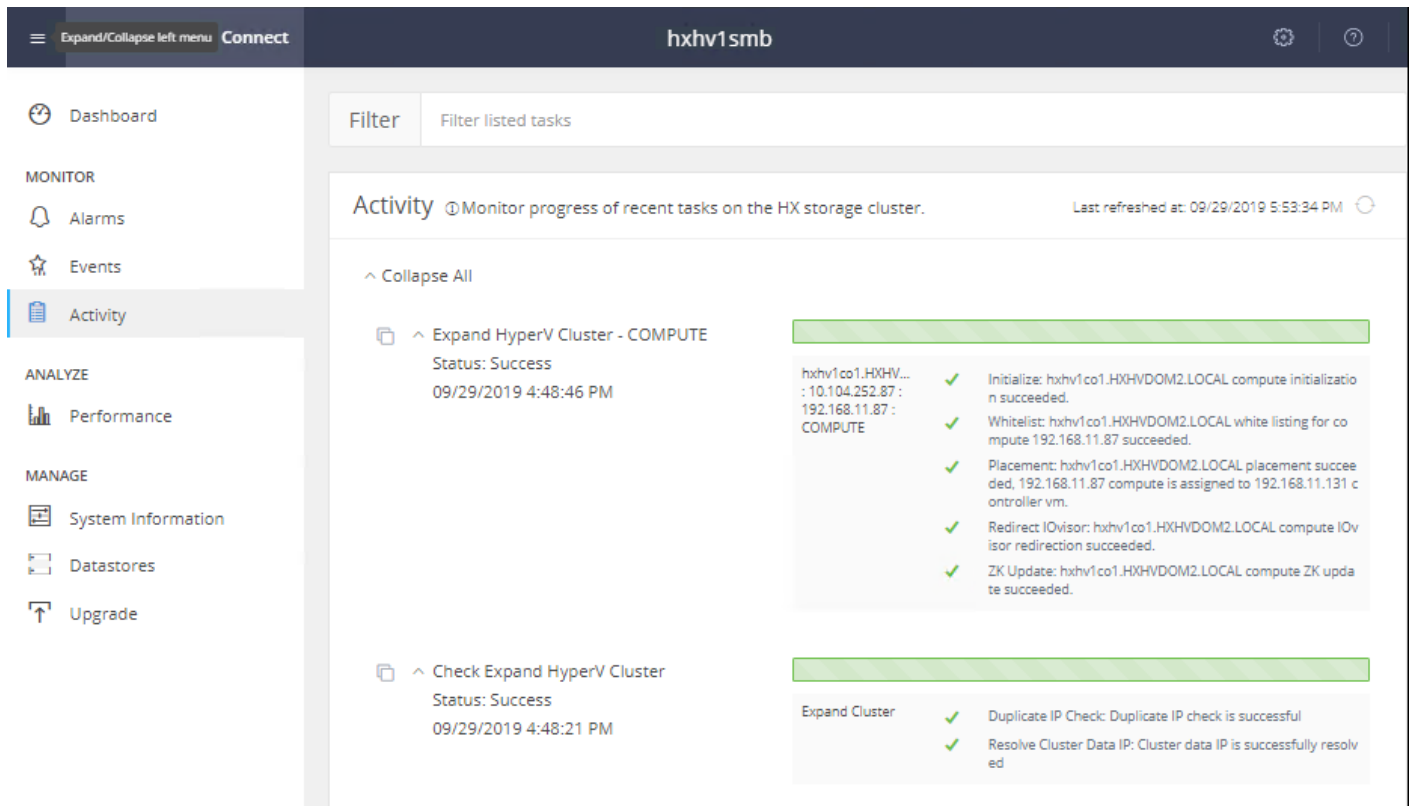 Expand/Collapse left menu Connect
hxhv1smb
Dashboard
MONITOR
Alarms
Events
Activity
ANALYZE
Performance
MANAGE
System Information
Datastores
Upgrade
Filter Filter listed tasks
Activity Monitor progress of recent tasks on the HX storage cluster.
Last refreshed at: 09/29/2019 5:53:34 PM
Collapse All
Expand HyperV Cluster - COMPUTE
Status: Success
09/29/2019 4:48:46 PM
hxhv1co1.HXHV...
: 10.104.252.87 :
192.168.11.87 :
COMPUTE
Initialize: hxhv1co1.HXHVDOM2.LOCAL compute initializatio
n succeeded.
Whitelist: hxhv1co1.HXHVDOM2.LOCAL white listing for co
mpute 192.168.11.87 succeeded.
Placement: hxhv1co1.HXHVDOM2.LOCAL placement succee
ded, 192.168.11.87 compute is assigned to 192.168.11.131 c
ontroller vm.
Redirect IOvisor: hxhv1co1.HXHVDOM2.LOCAL compute IOv
isor redirection succeeded.
ZK Update: hxhv1co1.HXHVDOM2.LOCAL compute ZK upda
te succeeded.
Check Expand HyperV Cluster
Status: Success
09/29/2019 4:48:21 PM
Expand Cluster
Duplicate IP Check: Duplicate IP check is successful
Resolve Cluster Data IP: Cluster data IP is successfully resolv
ed